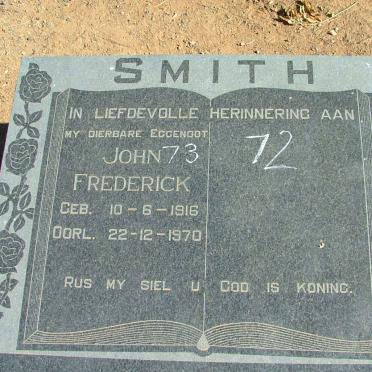 SMITH
IN LIEFDEVOLLE HERINNERING AAN
MY DIERBARE EGGENOOT
JOHN 73 72
FREDERICK
GEB. 10-6-1916
OORL. 22-12-1970
RUS MY SIEL U GOD IS KONING.